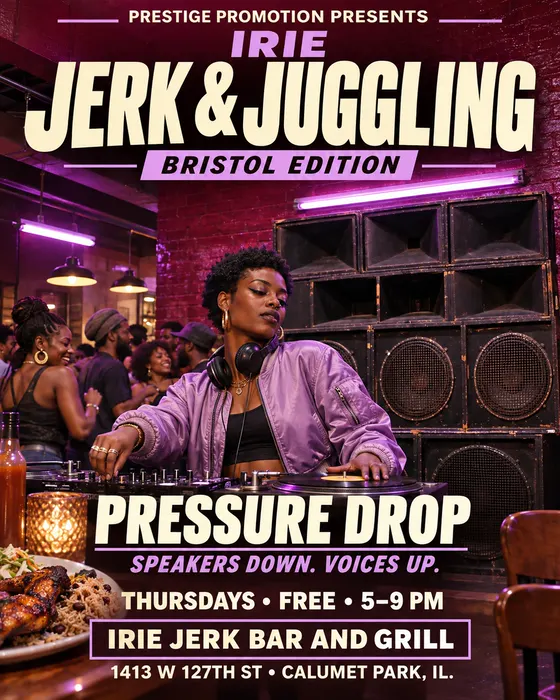 PRESTIGE PROMOTION PRESENTS
IRIE
JERK & JUGGLING
BRISTOL EDITION
PRESSURE DROP
SPEAKERS DOWN. VOICES UP.
THURSDAYS • FREE • 5–9 PM
IRIE JERK BAR AND GRILL
1413 W 127TH ST • CALUMET PARK, IL.